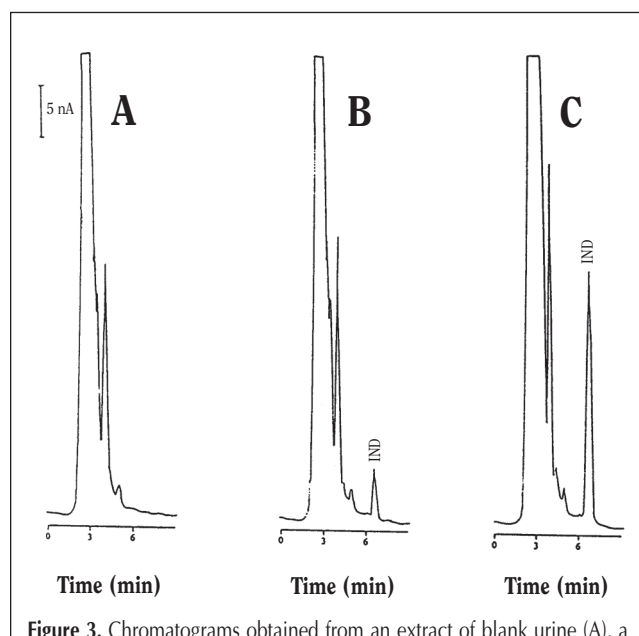 A
B
C
5 nA
IND
IND
0 3 6
0 3 6
0 3 6
Time (min)
Time (min)
Time (min)
Figure 3. Chromatograms obtained from an extract of blank urine (A), a